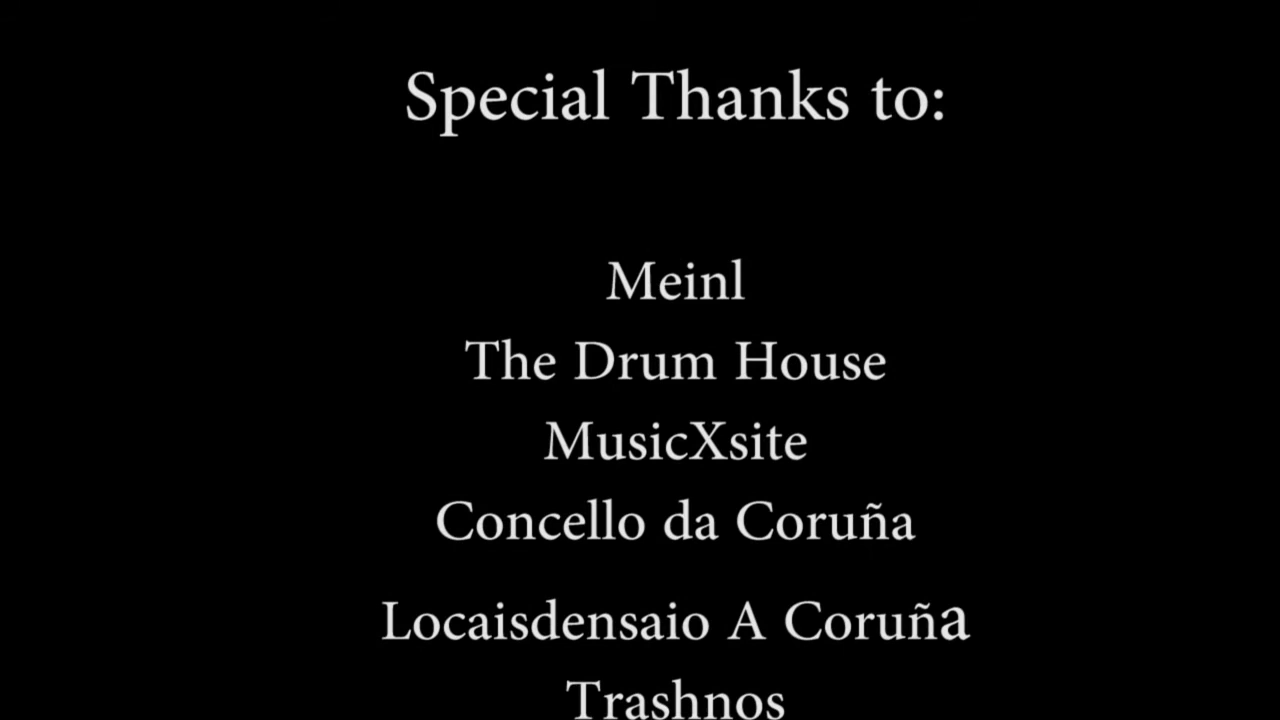 Special Thanks to:
Meinl
The Drum House
MusicXsite
Concello da Coruña
Locaisdensaio A Coruña
Trashnos